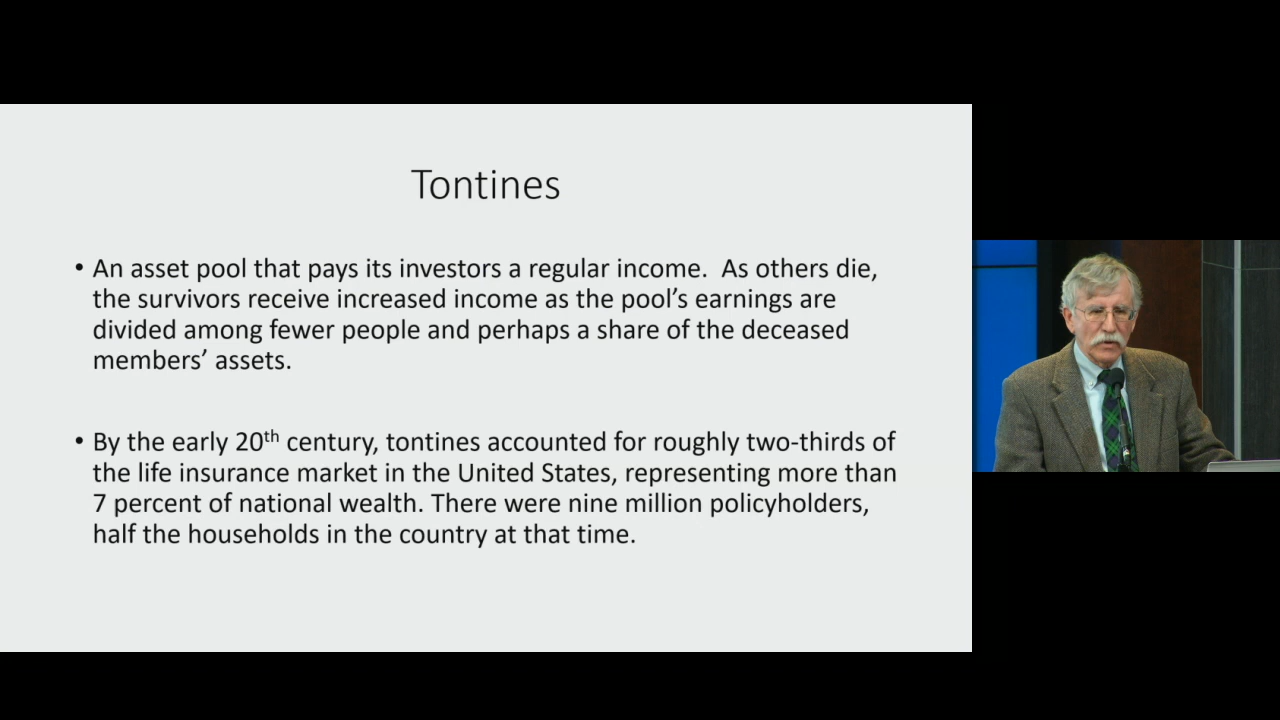 Tontines
• An asset pool that pays its investors a regular income.  As others die,
the survivors receive increased income as the pool's earnings are
divided among fewer people and perhaps a share of the deceased
members' assets.
• By the early 20th century, tontines accounted for roughly two-thirds of
the life insurance market in the United States, representing more than
7 percent of national wealth. There were nine million policyholders,
half the households in the country at that time.